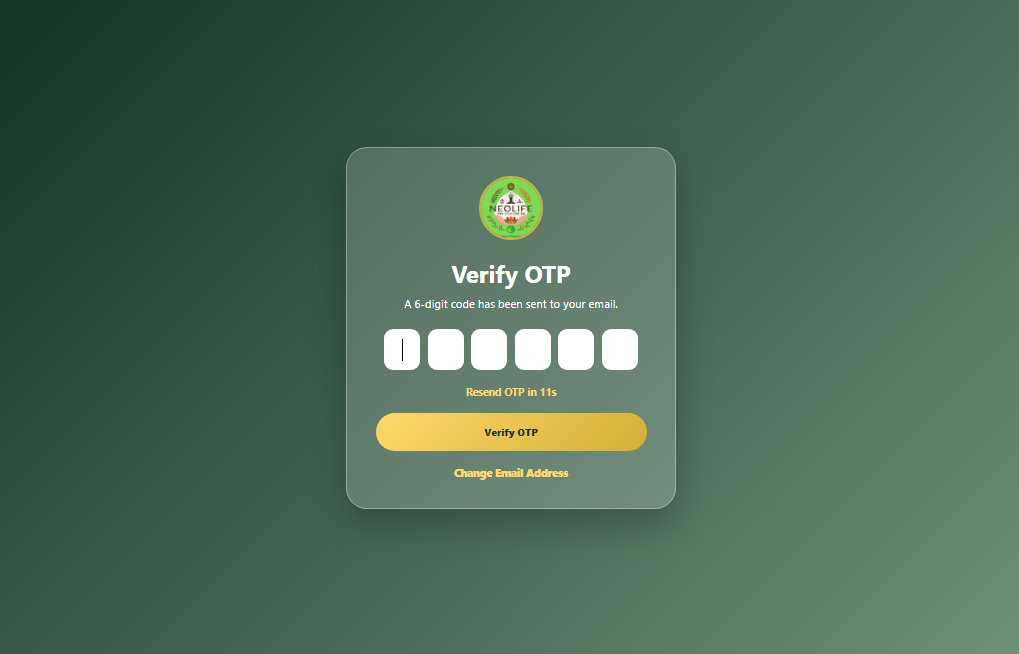 NEOLIFE
Verify OTP
A 6-digit code has been sent to your email.
Resend OTP in 11s
Verify OTP
Change Email Address